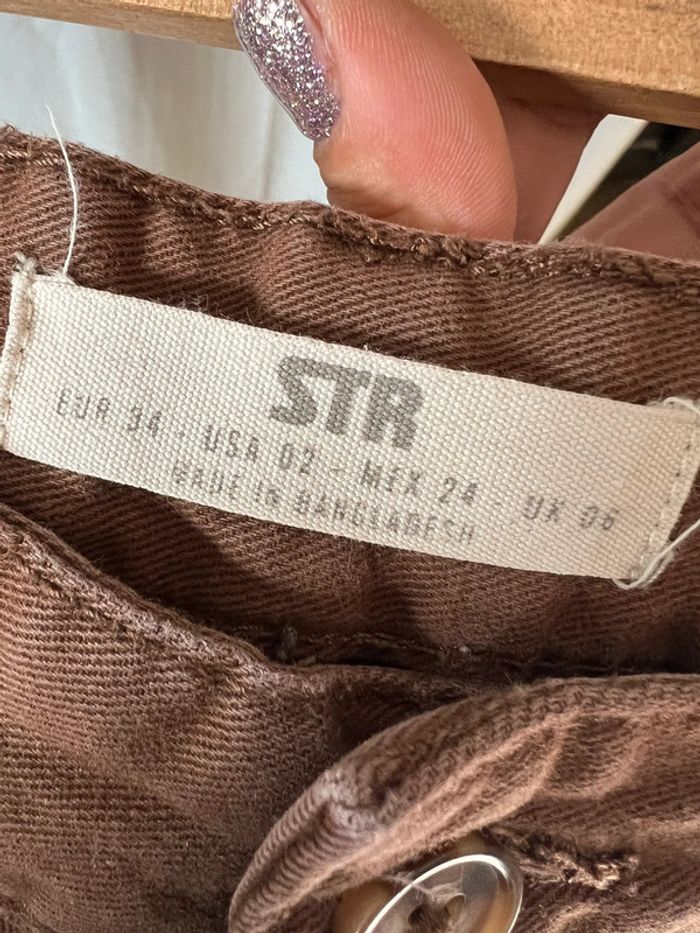 STR
EUR 34 - USA 02 - MEX 24 - UK 06
MADE IN BANGLADESH